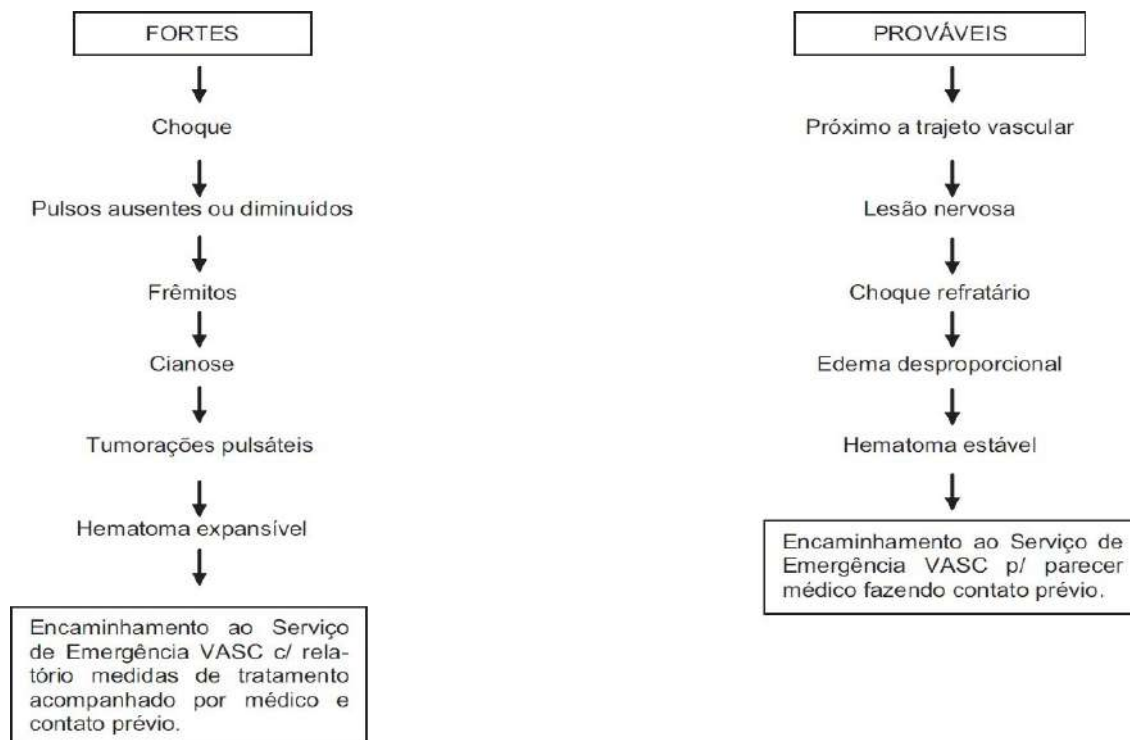 FORTES
Choque
Pulsos ausentes ou diminuídos
Frêmitos
Cianose
Tumorações pulsáteis
Hematoma expansível
Encaminhamento ao Serviço
de Emergência VASC c/ rela-
tório medidas de tratamento
acompanhado por médico e
contato prévio.
PROVÁVEIS
Próximo a trajeto vascular
Lesão nervosa
Choque refratário
Edema desproporcional
Hematoma estável
Encaminhamento ao Serviço de
Emergência VASC p/ parecer
médico fazendo contato prévio.